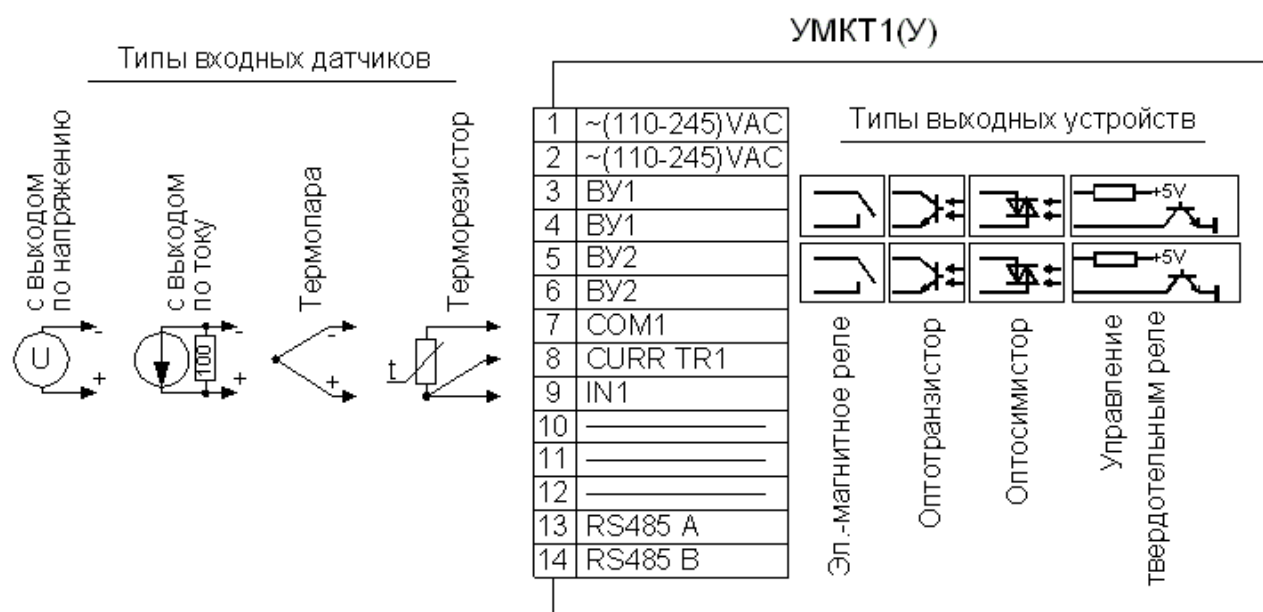 УМКТ1(У)
Типы входных датчиков
с выходом
по напряжению
U
-
+
с выходом
по току
100
-
+
Термопара
-
+
Терморезистор
t
1 ~(110-245)VAC
2 ~(110-245)VAC
3 ВУ1
4 ВУ1
5 ВУ2
6 ВУ2
7 COM1
8 CURR TR1
9 IN1
10
11
12
13 RS485 A
14 RS485 B
Типы выходных устройств
+5V
+5V
Эл.-магнитное реле
Оптотранзистор
Оптосимистор
Управление
твердотельным реле